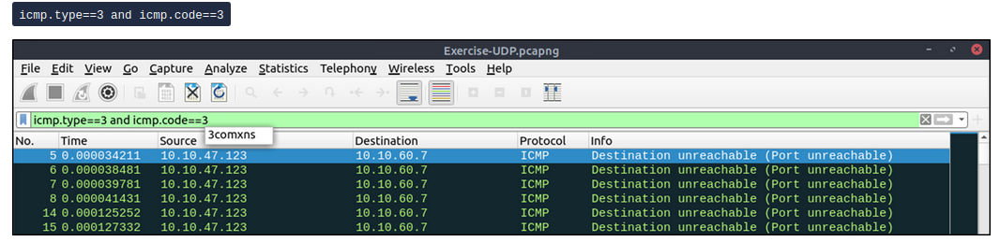 icmp.type==3 and icmp.code==3
Exercise-UDP.pcapng
File Edit View Go Capture Analyze Statistics Telephony Wireless Tools Help
icmp.type==3 and icmp.code==3
3comxns
No. Time Source Destination Protocol Info
5 0.000034211 10.10.47.123 10.10.60.7 ICMP Destination unreachable (Port unreachable)
6 0.000038481 10.10.47.123 10.10.60.7 ICMP Destination unreachable (Port unreachable)
7 0.000039781 10.10.47.123 10.10.60.7 ICMP Destination unreachable (Port unreachable)
8 0.000041431 10.10.47.123 10.10.60.7 ICMP Destination unreachable (Port unreachable)
14 0.000125252 10.10.47.123 10.10.60.7 ICMP Destination unreachable (Port unreachable)
15 0.000127332 10.10.47.123 10.10.60.7 ICMP Destination unreachable (Port unreachable)